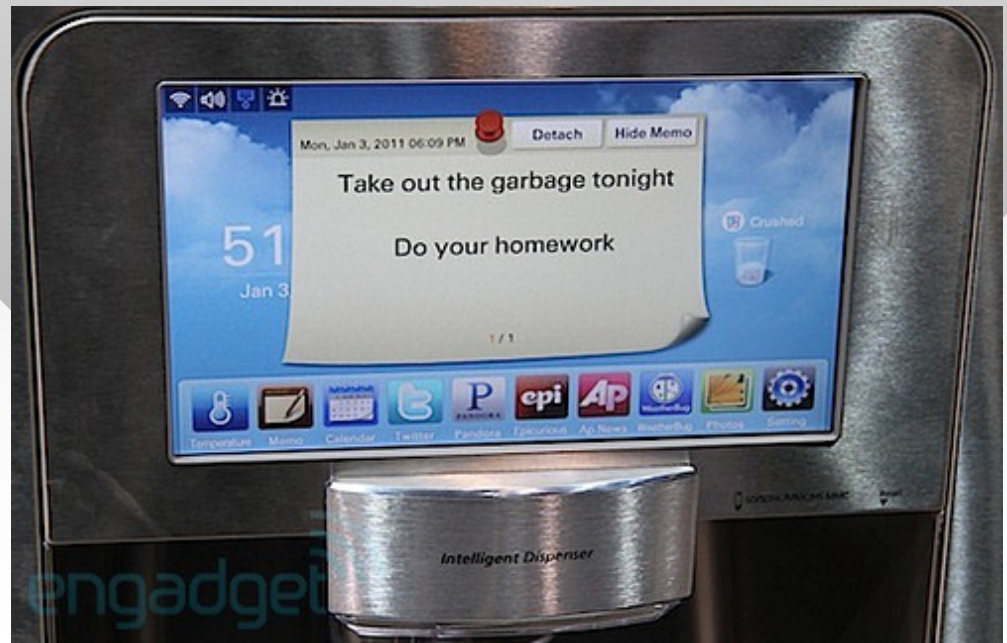 Mon, Jan 3, 2011 06:09 PM
Detach
Hide Memo
Take out the garbage tonight
Do your homework
1 / 1
51
Jan 3,
Crushed
P
epi
Ap
WeatherBug
PANDORA
Temperature
Memo
Calendar
Twitter
Pandora
Epicurious
Ap News
WeatherBug
Photos
Setting
Intelligent Dispenser
engadget